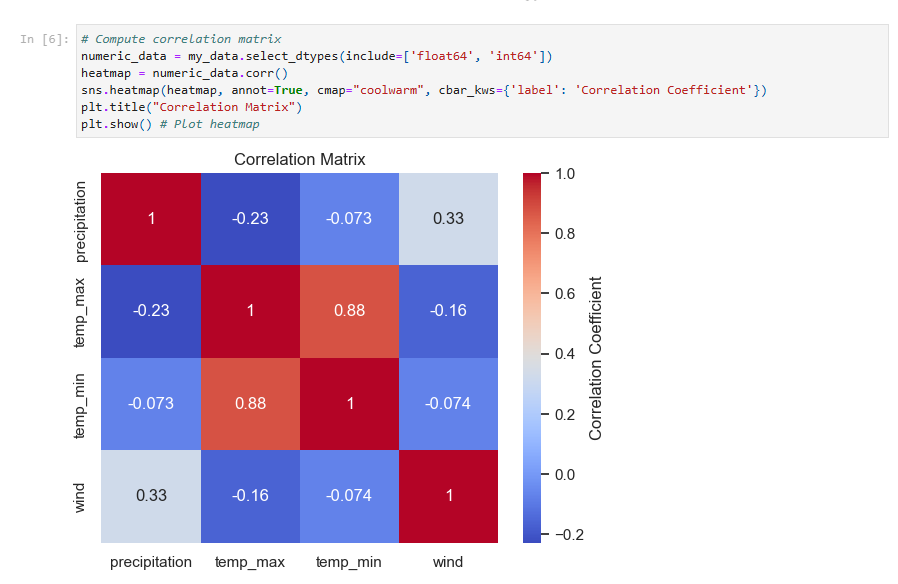 In [6]:
# Compute correlation matrix
numeric_data = my_data.select_dtypes(include=['float64', 'int64'])
heatmap = numeric_data.corr()
sns.heatmap(heatmap, annot=True, cmap="coolwarm", cbar_kws={'label': 'Correlation Coefficient'})
plt.title("Correlation Matrix")
plt.show() # Plot heatmap
Correlation Matrix
precipitation
1 -0.23 -0.073 0.33
temp_max
-0.23 1 0.88 -0.16
temp_min
-0.073 0.88 1 -0.074
wind
0.33 -0.16 -0.074 1
precipitation temp_max temp_min wind
1.0
0.8
0.6
0.4
0.2
0.0
−0.2
Correlation Coefficient